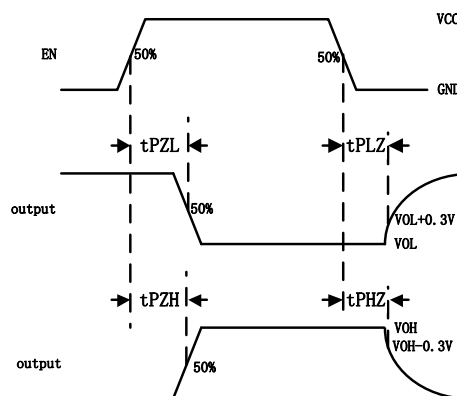 VCC
EN
50%
50%
GND
tPZL
tPLZ
output
50%
VOL+0.3V
VOL
tPZH
tPHZ
VOH
VOH-0.3V
output
50%